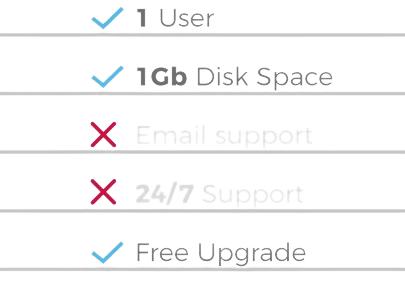 1 User
1Gb Disk Space
Email support
24/7 Support
Free Upgrade